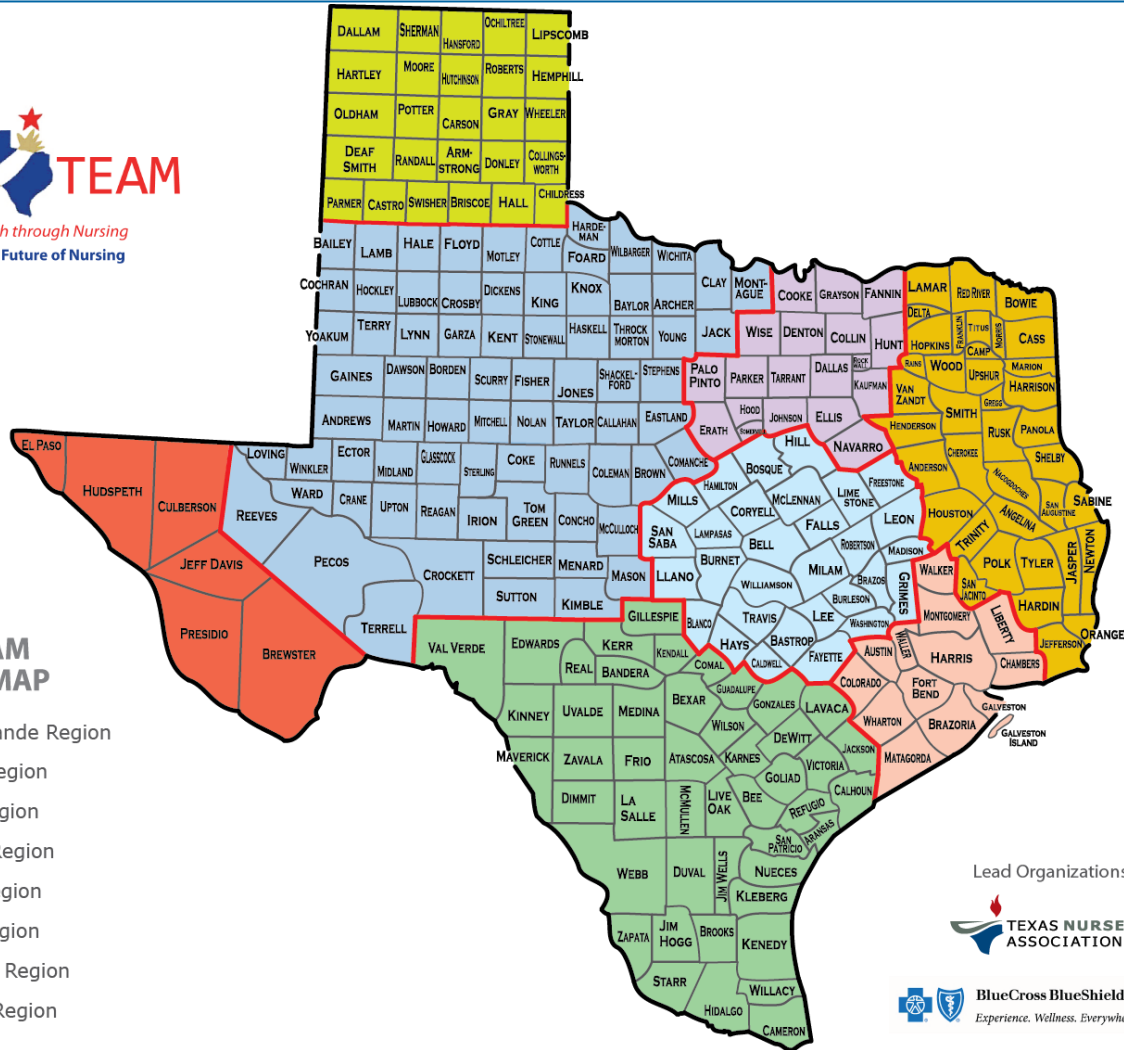 TEAM
h through Nursing
Future of Nursing
DALLAM
SHERMAN
HANSFORD
OCHILTREE
LIPSCOMB
HARTLEY
MOORE
HUTCHINSON
ROBERTS
HEMPHILL
OLDHAM
POTTER
CARSON
GRAY
WHEELER
DEAF
SMITH
RANDALL
ARM-
STRONG
DONLEY
COLLINGS-
WORTH
PARMER
CASTRO
SWISHER
BRISCOE
HALL
CHILDRESS
BAILEY
LAMB
HALE
FLOYD
MOTLEY
COTTLE
HARDE-
MAN
FOARD
WILBARGER
WICHITA
CLAY
MONT-
AGUE
COOKE
GRAYSON
FANNIN
LAMAR
RED RIVER
BOWIE
COCHRAN
HOCKLEY
LUBBOCK
CROSBY
DICKENS
KING
KNOX
BAYLOR
ARCHER
DELTA
YOAKUM
TERRY
LYNN
GARZA
KENT
STONEWALL
HASKELL
THROCK
MORTON
YOUNG
JACK
WISE
DENTON
COLLIN
HUNT
HOPKINS
FRANKLIN
TITUS
MORRIS
CAMP
CASS
GAINES
DAWSON
BORDEN
SCURRY
FISHER
JONES
SHACKEL-
FORD
STEPHENS
PALO
PINTO
PARKER
TARRANT
DALLAS
ROCK
WALL
KAUFMAN
RAINS
WOOD
UPSHUR
MARION
HARRISON
VAN
ZANDT
GREGG
ANDREWS
MARTIN
HOWARD
MITCHELL
NOLAN
TAYLOR
CALLAHAN
EASTLAND
ERATH
HOOD
SOMERVELL
JOHNSON
ELLIS
NAVARRO
HENDERSON
SMITH
RUSK
PANOLA
EL PASO
HUDSPETH
CULBERSON
LOVING
WINKLER
ECTOR
MIDLAND
GLASSCOCK
STERLING
COKE
RUNNELS
COLEMAN
BROWN
COMANCHE
HAMILTON
BOSQUE
HILL
FREESTONE
ANDERSON
CHEROKEE
NACOGDOCHES
SHELBY
SAN
AUGUSTINE
SABINE
REEVES
WARD
CRANE
UPTON
REAGAN
IRION
TOM
GREEN
CONCHO
MCCULLOCH
MILLS
SAN
SABA
LAMPASAS
CORYELL
MCLENNAN
LIME
STONE
FALLS
LEON
HOUSTON
TRINITY
ANGELINA
JEFF DAVIS
PECOS
CROCKETT
SCHLEICHER
MENARD
MASON
LLANO
BURNET
BELL
MILAM
ROBERTSON
MADISON
BRAZOS
GRIMES
WALKER
SAN
JACINTO
POLK
TYLER
JASPER
NEWTON
PRESIDIO
BREWSTER
TERRELL
SUTTON
KIMBLE
GILLESPIE
BLANCO
WILLIAMSON
TRAVIS
HAYS
BASTROP
LEE
BURLESON
WASHINGTON
FAYETTE
CALDWELL
MONTGOMERY
LIBERTY
HARDIN
ORANGE
JEFFERSON
CHAMBERS
VAL VERDE
EDWARDS
REAL
KERR
BANDERA
KENDALL
COMAL
GUADALUPE
GONZALES
LAVACA
COLORADO
AUSTIN
WALLER
HARRIS
FORT
BEND
KINNEY
UVALDE
MEDINA
BEXAR
WILSON
DEWITT
JACKSON
WHARTON
BRAZORIA
GALVESTON
GALVESTON
ISLAND
MATAGORDA
MAVERICK
ZAVALA
FRIO
ATASCOSA
KARNES
GOLIAD
VICTORIA
CALHOUN
DIMMIT
LA
SALLE
MCMULLEN
LIVE
OAK
BEE
REFUGIO
ARANSAS
SAN
PATRICIO
WEBB
DUVAL
JIM WELLS
NUECES
KLEBERG
ZAPATA
JIM
HOGG
BROOKS
KENEDY
STARR
HIDALGO
WILLACY
CAMERON
AM
MAP
ande Region
egion
gion
Region
egion
gion
Region
Region
Lead Organizations
TEXAS NURSE
ASSOCIATION
BlueCross BlueShield
Experience. Wellness. Everywhe